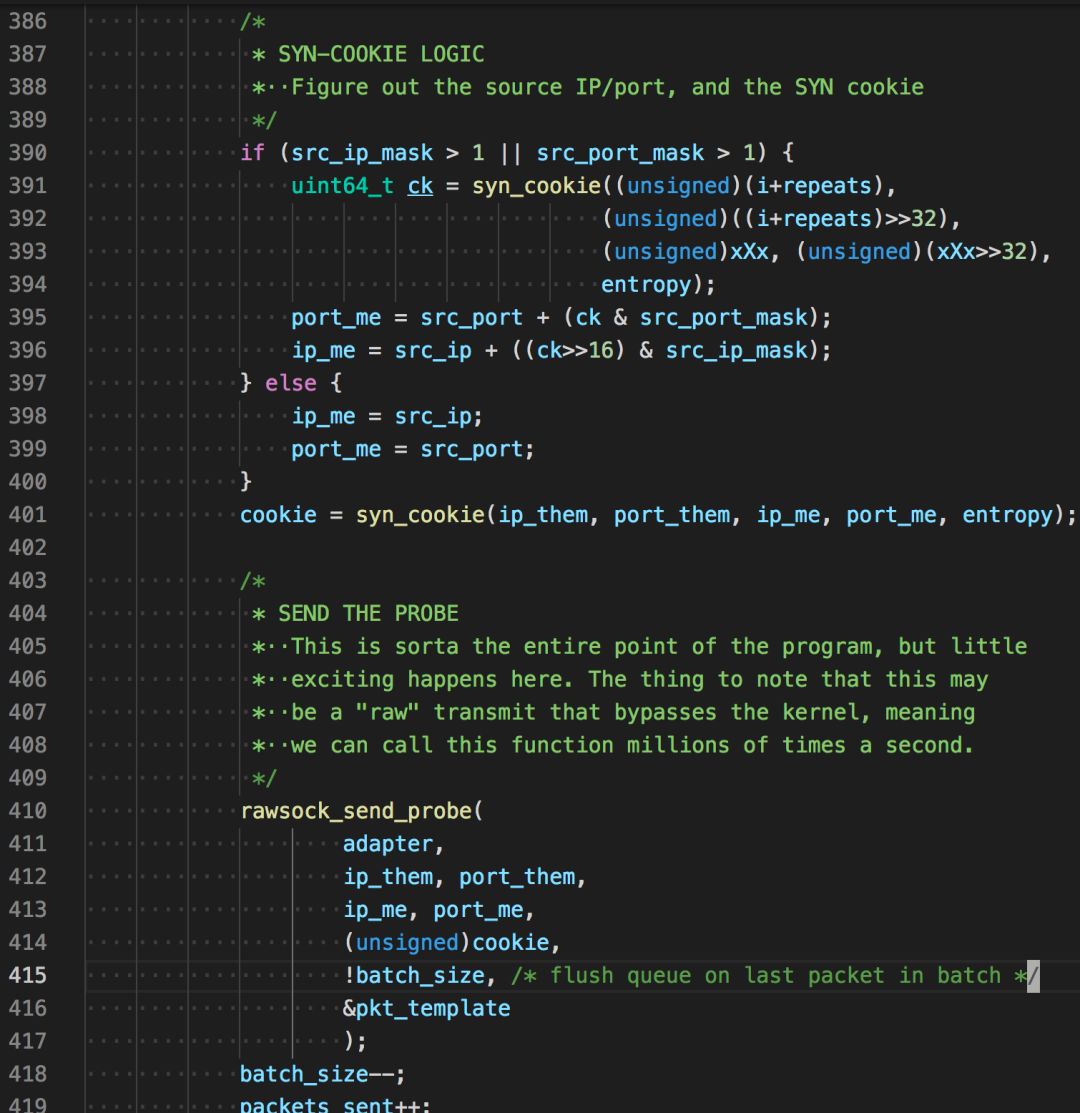 386 /*
387 * SYN-COOKIE LOGIC
388 *··Figure out the source IP/port, and the SYN cookie
389 */
390 if (src_ip_mask > 1 || src_port_mask > 1) {
391 uint64_t ck = syn_cookie((unsigned)(i+repeats),
392 (unsigned)((i+repeats)>>32),
393 (unsigned)xXx, (unsigned)(xXx>>32),
394 entropy);
395 port_me = src_port + (ck & src_port_mask);
396 ip_me = src_ip + ((ck>>16) & src_ip_mask);
397 } else {
398 ip_me = src_ip;
399 port_me = src_port;
400 }
401 cookie = syn_cookie(ip_them, port_them, ip_me, port_me, entropy);
402
403 /*
404 * SEND THE PROBE
405 *··This is sorta the entire point of the program, but little
406 *··exciting happens here. The thing to note that this may
407 *··be a "raw" transmit that bypasses the kernel, meaning
408 *··we can call this function millions of times a second.
409 */
410 rawsock_send_probe(
411 adapter,
412 ip_them, port_them,
413 ip_me, port_me,
414 (unsigned)cookie,
415 !batch_size, /* flush queue on last packet in batch */
416 &pkt_template
417 );
418 batch_size--;
419 packets_sent++;